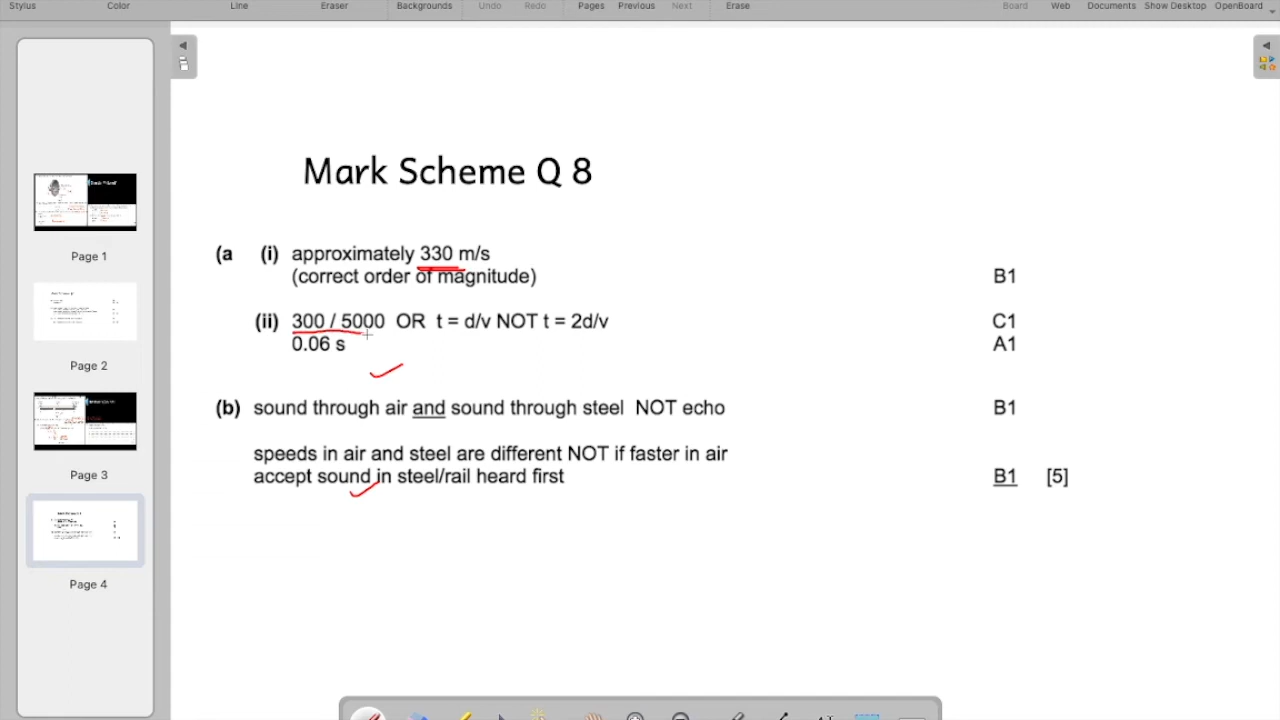 Stylus Color Line Eraser Backgrounds Undo Redo Pages Previous Next Erase Board Web Documents Show Desktop OpenBoard
Page 1
Page 2
Page 3
Page 4
Mark Scheme Q 8
(a (i) approximately 330 m/s
(correct order of magnitude) B1
(ii) 300 / 5000 OR t = d/v NOT t = 2d/v C1
0.06 s A1
(b) sound through air and sound through steel NOT echo B1
speeds in air and steel are different NOT if faster in air
accept sound in steel/rail heard first B1 [5]